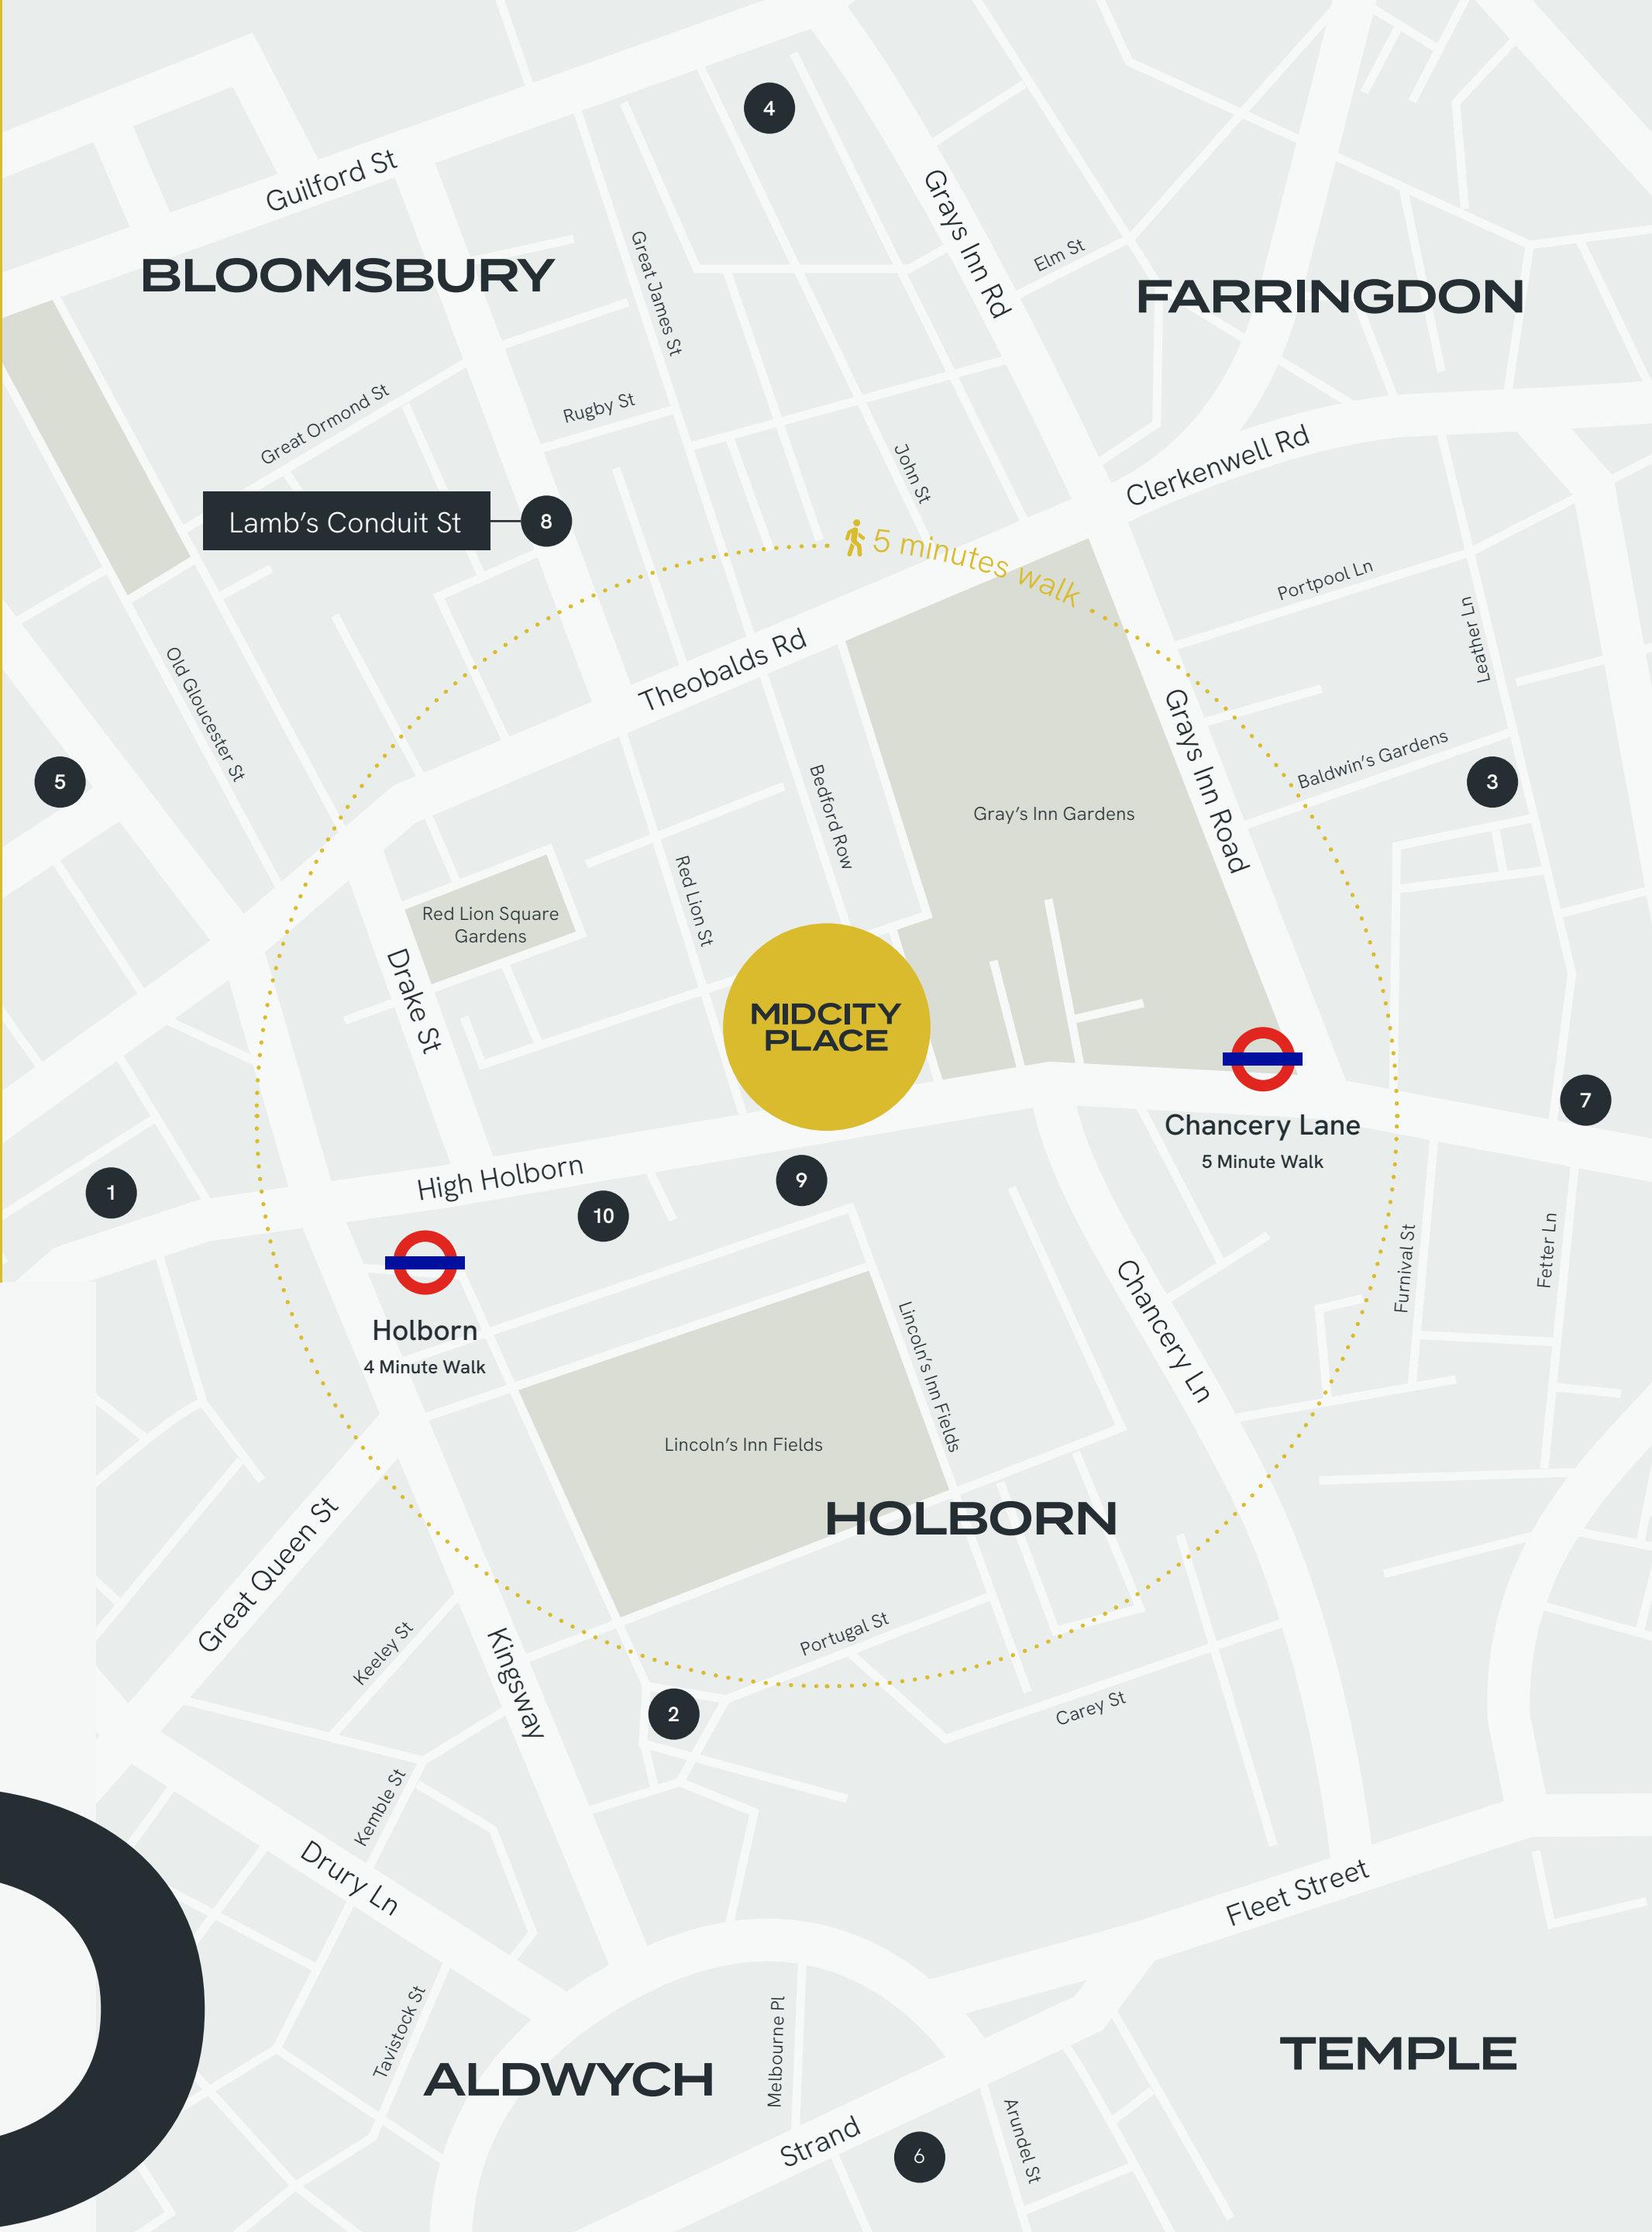 4
Guilford St
Grays Inn Rd
BLOOMSBURY
Great James St
Elm St
FARRINGDON
Great Ormond St
Rugby St
John St
Clerkenwell Rd
Lamb's Conduit St
8
5 minutes walk
Portpool Ln
Leather Ln
Old Gloucester St
Theobalds Rd
Grays Inn Road
5
Bedford Row
Baldwin's Gardens
3
Gray's Inn Gardens
Red Lion Square
Gardens
Red Lion St
Drake St
MIDCITY
PLACE
7
Chancery Lane
5 Minute Walk
1
High Holborn
9
10
Holborn
4 Minute Walk
Chancery Ln
Furnival St
Fetter Ln
Lincoln's Inn Fields
Lincoln's Inn Fields
HOLBORN
Great Queen St
Keeley St
Kingsway
Portugal St
2
Carey St
Kemble St
Drury Ln
Fleet Street
Tavistock St
Melbourne Pl
ALDWYCH
TEMPLE
Strand
6
Arundel St